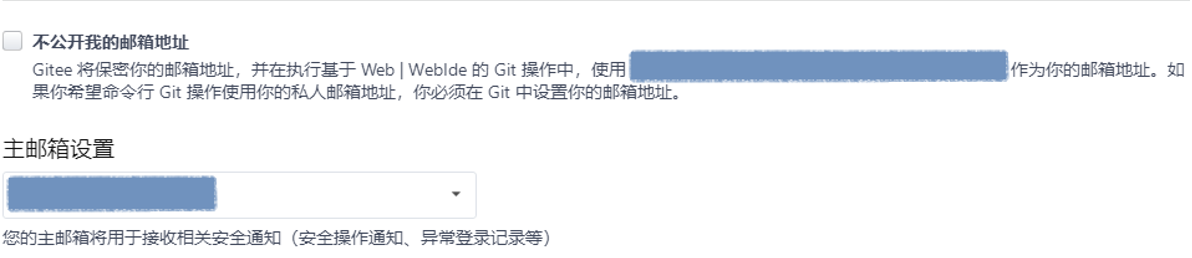 不公开我的邮箱地址
Gitee 将保密你的邮箱地址，并在执行基于 Web | WebIde 的 Git 操作中，使用 作为你的邮箱地址。如
果你希望命令行 Git 操作使用你的私人邮箱地址，你必须在 Git 中设置你的邮箱地址。
主邮箱设置
您的主邮箱将用于接收相关安全通知（安全操作通知、异常登录记录等）